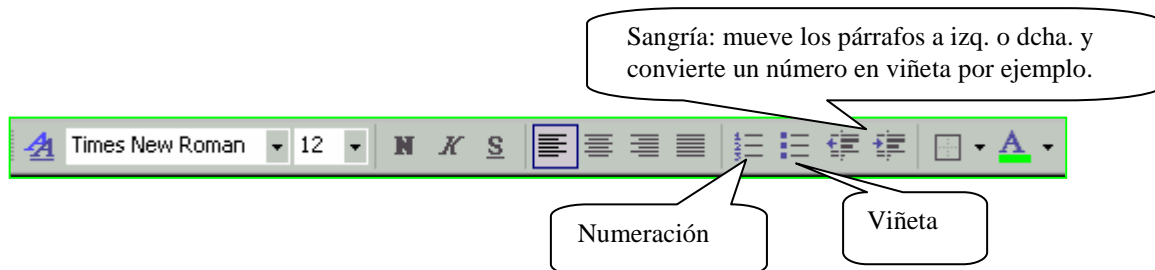 Sangría: mueve los párrafos a izq. o dcha. y
convierte un número en viñeta por ejemplo.
Times New Roman 12 N K S A
Numeración
Viñeta